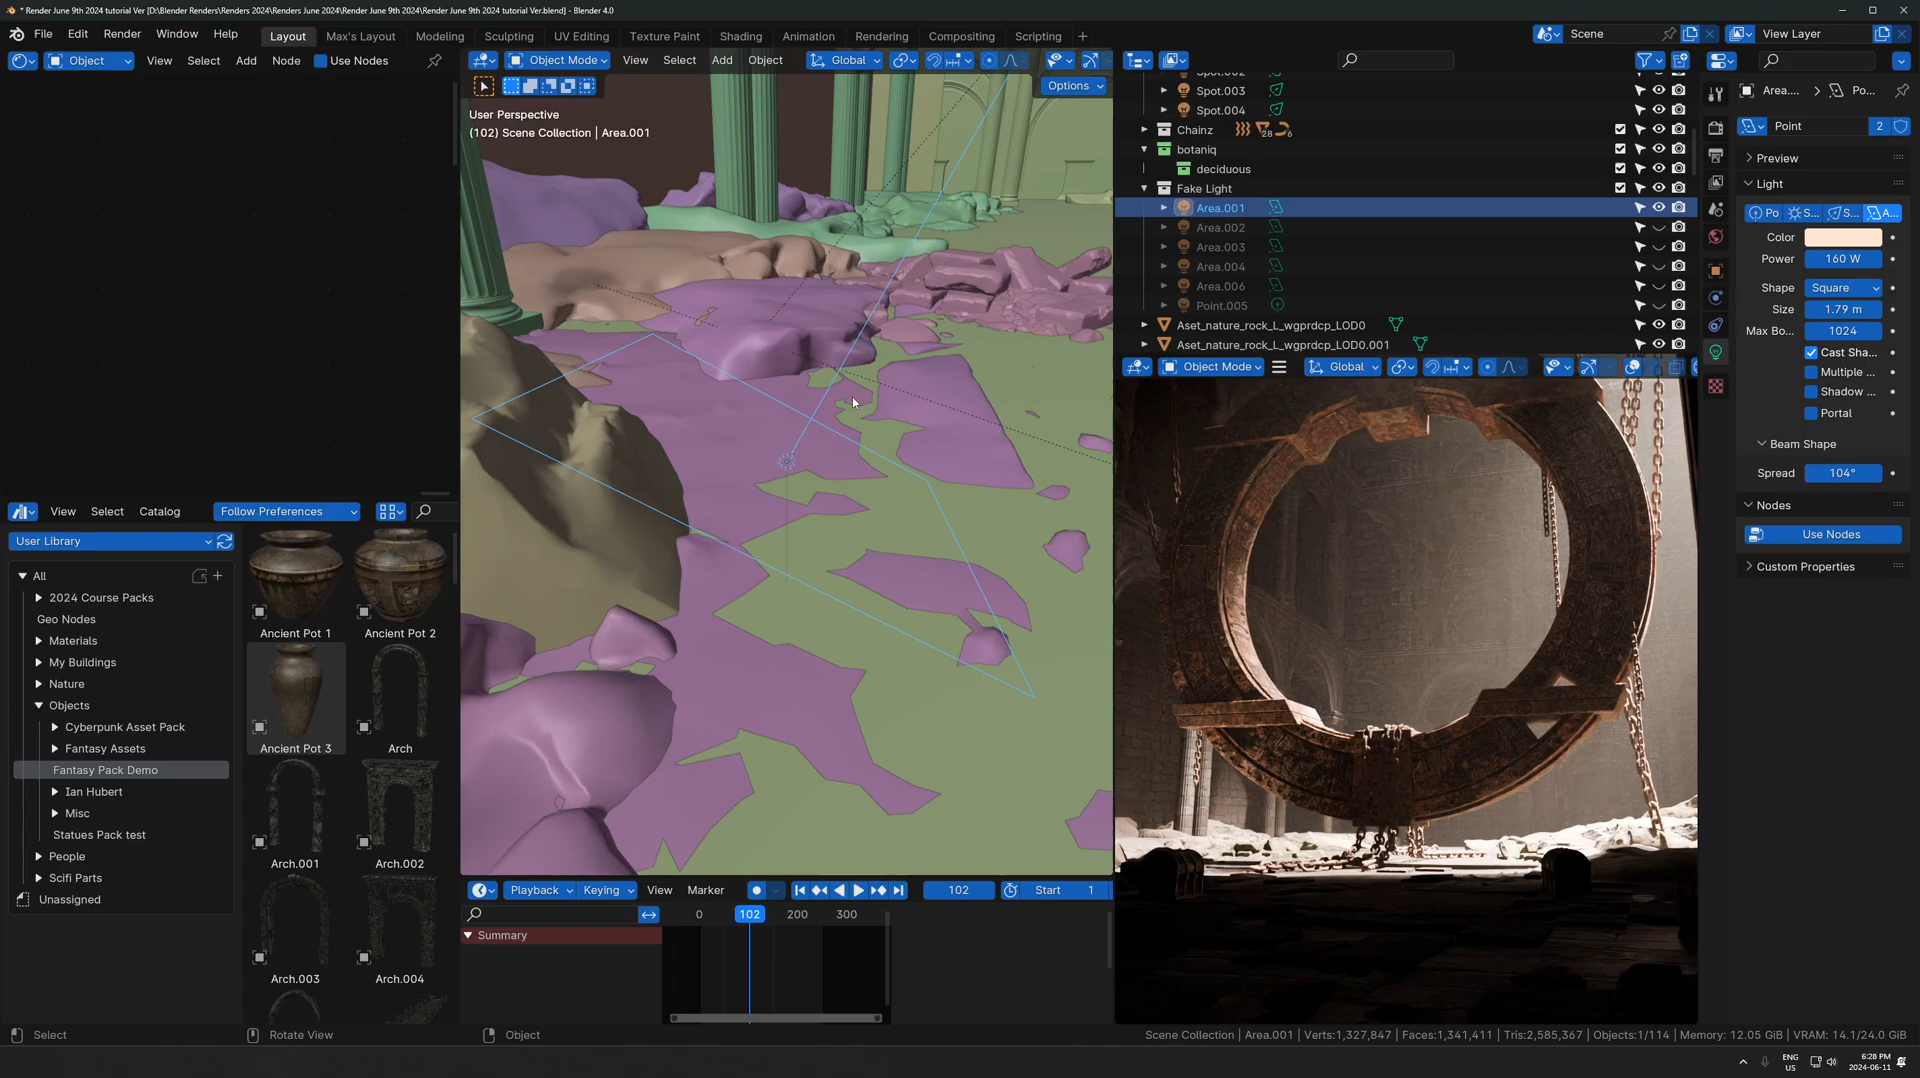 * Render June 9th 2024 tutorial Ver [D:\Blender Renders\Renders 2024\Renders June 2024\Render June 9th 2024\Render June 9th 2024 tutorial Ver.blend] - Blender 4.0
File Edit Render Window Help
Layout Max's Layout Modeling Sculpting UV Editing Texture Paint Shading Animation Rendering Compositing Scripting +
Scene
View Layer
Object View Select Add Node Use Nodes
Object Mode View Select Add Object Global
Options
User Perspective
(102) Scene Collection | Area.001
Spot.002
Spot.003
Spot.004
Chainz 28 6
botaniq
deciduous
Fake Light
Area.001
Area.002
Area.003
Area.004
Area.006
Point.005
Aset_nature_rock_L_wgprdcp_LOD0
Aset_nature_rock_L_wgprdcp_LOD0.001
Object Mode Global
Area.... > Po...
Point 2
Preview
Light
Po S... S... A...
Color
Power 160 W
Shape Square
Size 1.79 m
Max Bo... 1024
Cast Sha...
Multiple ...
Shadow ...
Portal
Beam Shape
Spread 104°
Nodes
Use Nodes
Custom Properties
View Select Catalog Follow Preferences
User Library
All
2024 Course Packs
Geo Nodes
Materials
My Buildings
Nature
Objects
Cyberpunk Asset Pack
Fantasy Assets
Fantasy Pack Demo
Ian Hubert
Misc
Statues Pack test
People
Scifi Parts
Unassigned
Ancient Pot 1
Ancient Pot 2
Ancient Pot 3
Arch
Arch.001
Arch.002
Arch.003
Arch.004
Playback Keying View Marker 102 Start 1
0 102 200 300
Summary
Select
Rotate View
Object
Scene Collection | Area.001 | Verts:1,327,847 | Faces:1,341,411 | Tris:2,585,367 | Objects:1/114 | Memory: 12.05 GiB | VRAM: 14.1/24.0 GiB
ENG
US
6:28 PM
2024-06-11